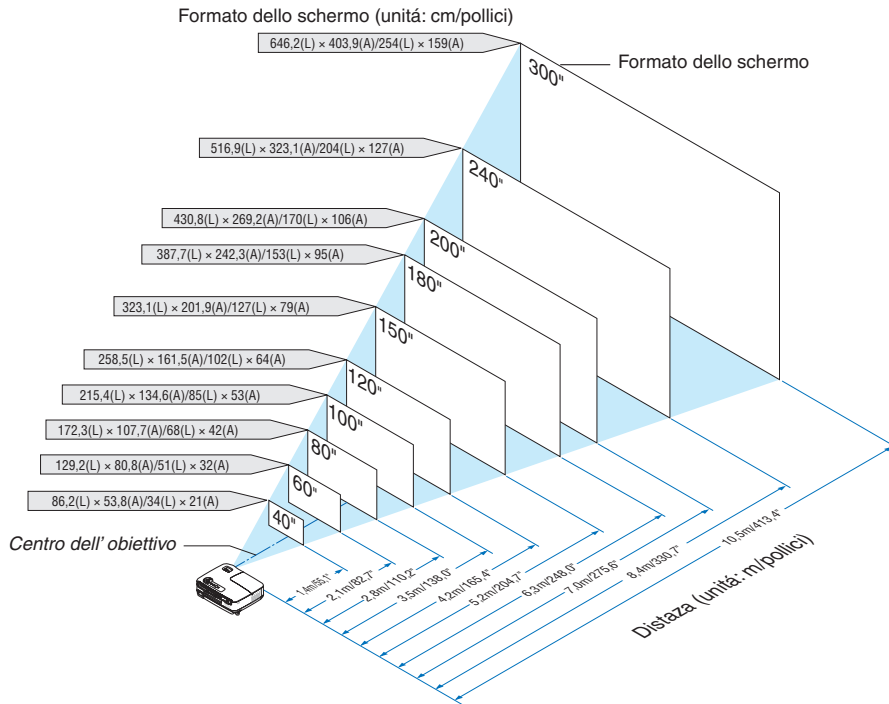 Formato dello schermo (unitá: cm/pollici)
646,2(L) × 403,9(A)/254(L) × 159(A)
Formato dello schermo
300"
516,9(L) × 323,1(A)/204(L) × 127(A)
240"
430,8(L) × 269,2(A)/170(L) × 106(A)
200"
387,7(L) × 242,3(A)/153(L) × 95(A)
180"
323,1(L) × 201,9(A)/127(L) × 79(A)
150"
258,5(L) × 161,5(A)/102(L) × 64(A)
120"
215,4(L) × 134,6(A)/85(L) × 53(A)
100"
172,3(L) × 107,7(A)/68(L) × 42(A)
80"
129,2(L) × 80,8(A)/51(L) × 32(A)
60"
86,2(L) × 53,8(A)/34(L) × 21(A)
40"
Centro dell' obiettivo
1,4m/55,1"
2,1m/82,7"
2,8m/110,2"
3,5m/138,0"
4,2m/165,4"
5,2m/204,7"
6,3m/248,0"
7,0m/275,6"
8,4m/330,7"
10,5m/413,4"
Distaza (unitá: m/pollici)